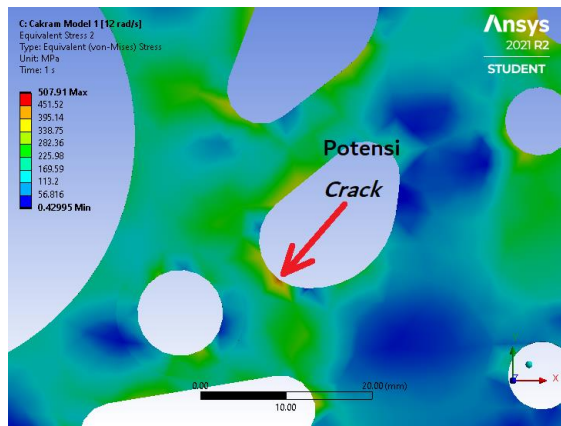 C: Cakram Model 1 [12 rad/s]
Equivalent Stress 2
Type: Equivalent (von-Mises) Stress
Unit: MPa
Time: 1 s
507.91 Max
451.52
395.14
338.75
282.36
225.98
169.59
113.2
56.816
0.42995 Min
Ansys
2021 R2
STUDENT
Potensi
Crack
0.00
10.00
20.00 (mm)
X